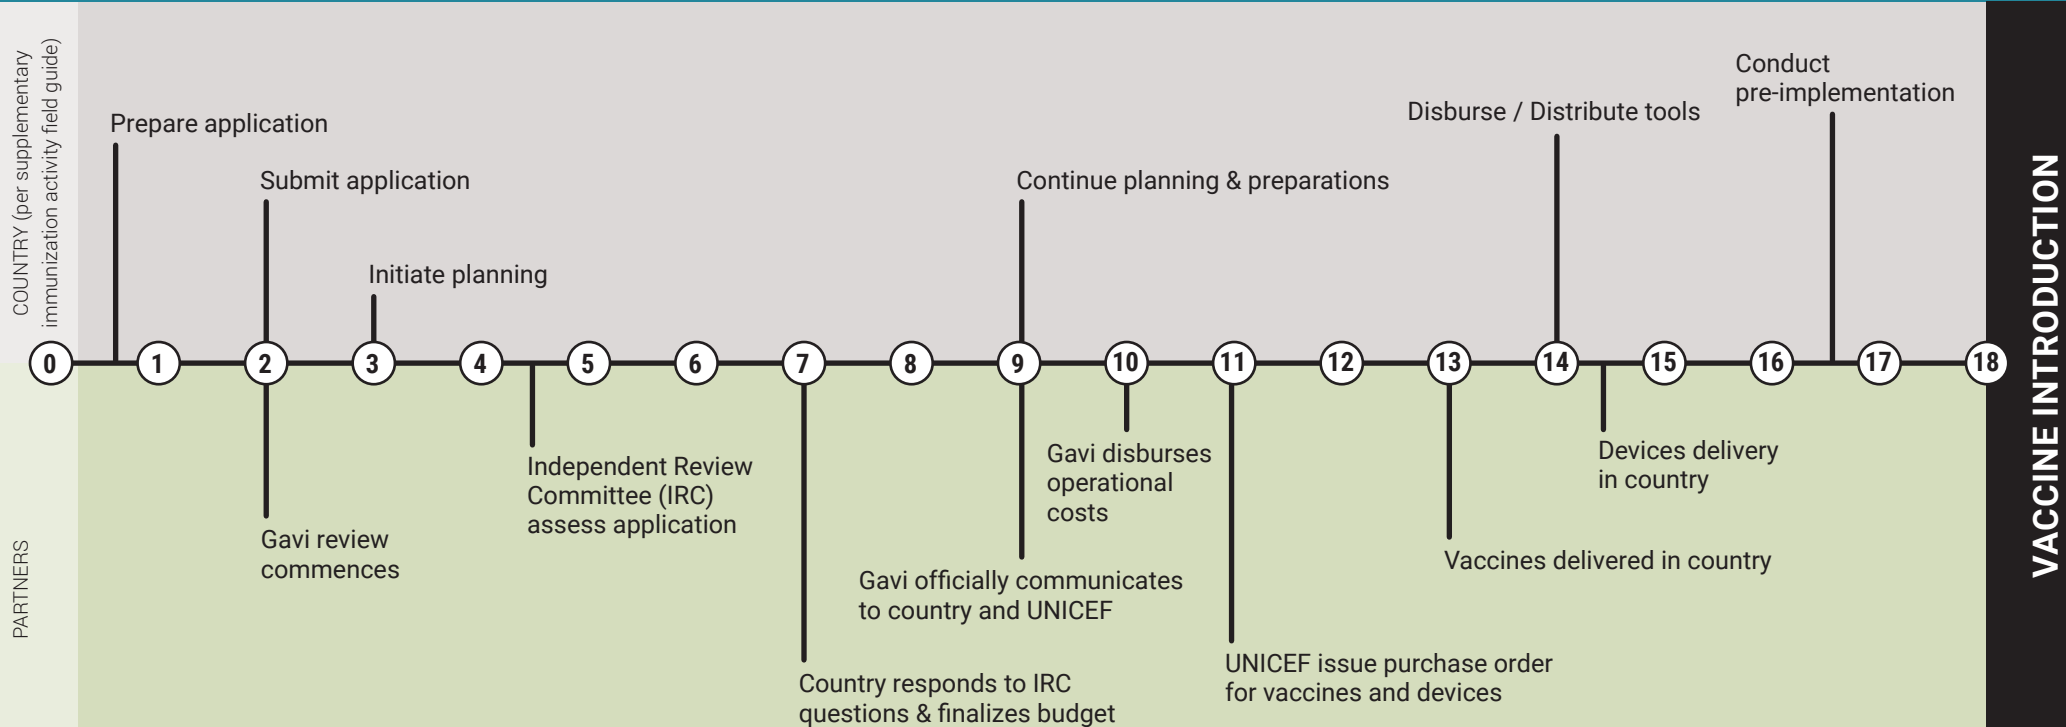 COUNTRY (per supplementary
immunization activity field guide)
Prepare application
Submit application
Initiate planning
Continue planning & preparations
Disburse / Distribute tools
Conduct
pre-implementation
0 1 2 3 4 5 6 7 8 9 10 11 12 13 14 15 16 17 18
PARTNERS
Gavi review
commences
Independent Review
Committee (IRC)
assess application
Country responds to IRC
questions & finalizes budget
Gavi officially communicates
to country and UNICEF
Gavi disburses
operational
costs
UNICEF issue purchase order
for vaccines and devices
Vaccines delivered in country
Devices delivery
in country
VACCINE INTRODUCTION